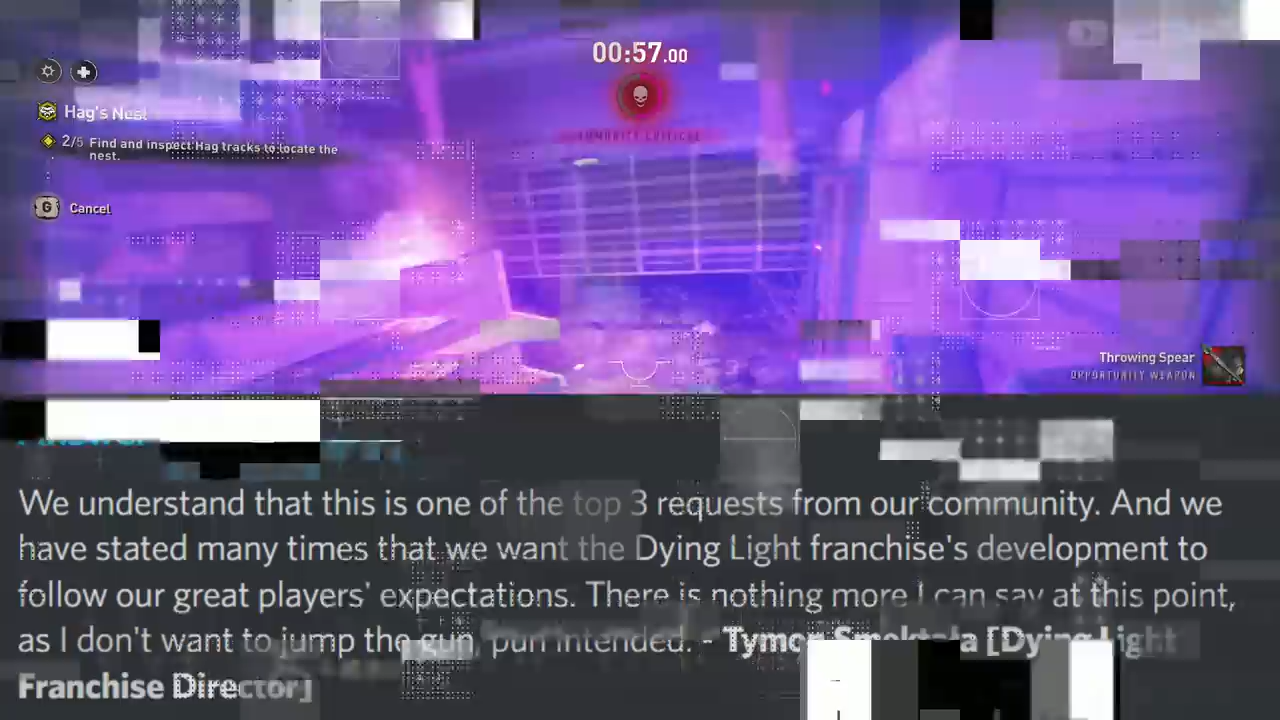 00:57.00
Hag's Nest
2/5 Find and inspect Hag tracks to locate the
nest.
G Cancel
Throwing Spear
OPPORTUNITY WEAPON
We understand that this is one of the top 3 requests from our community. And we
have stated many times that we want the Dying Light franchise's development to
follow our great players' expectations. There is nothing more I can say at this point,
as I don't want to jump the gun, pun intended. - [Dying Light
Franchise Director]